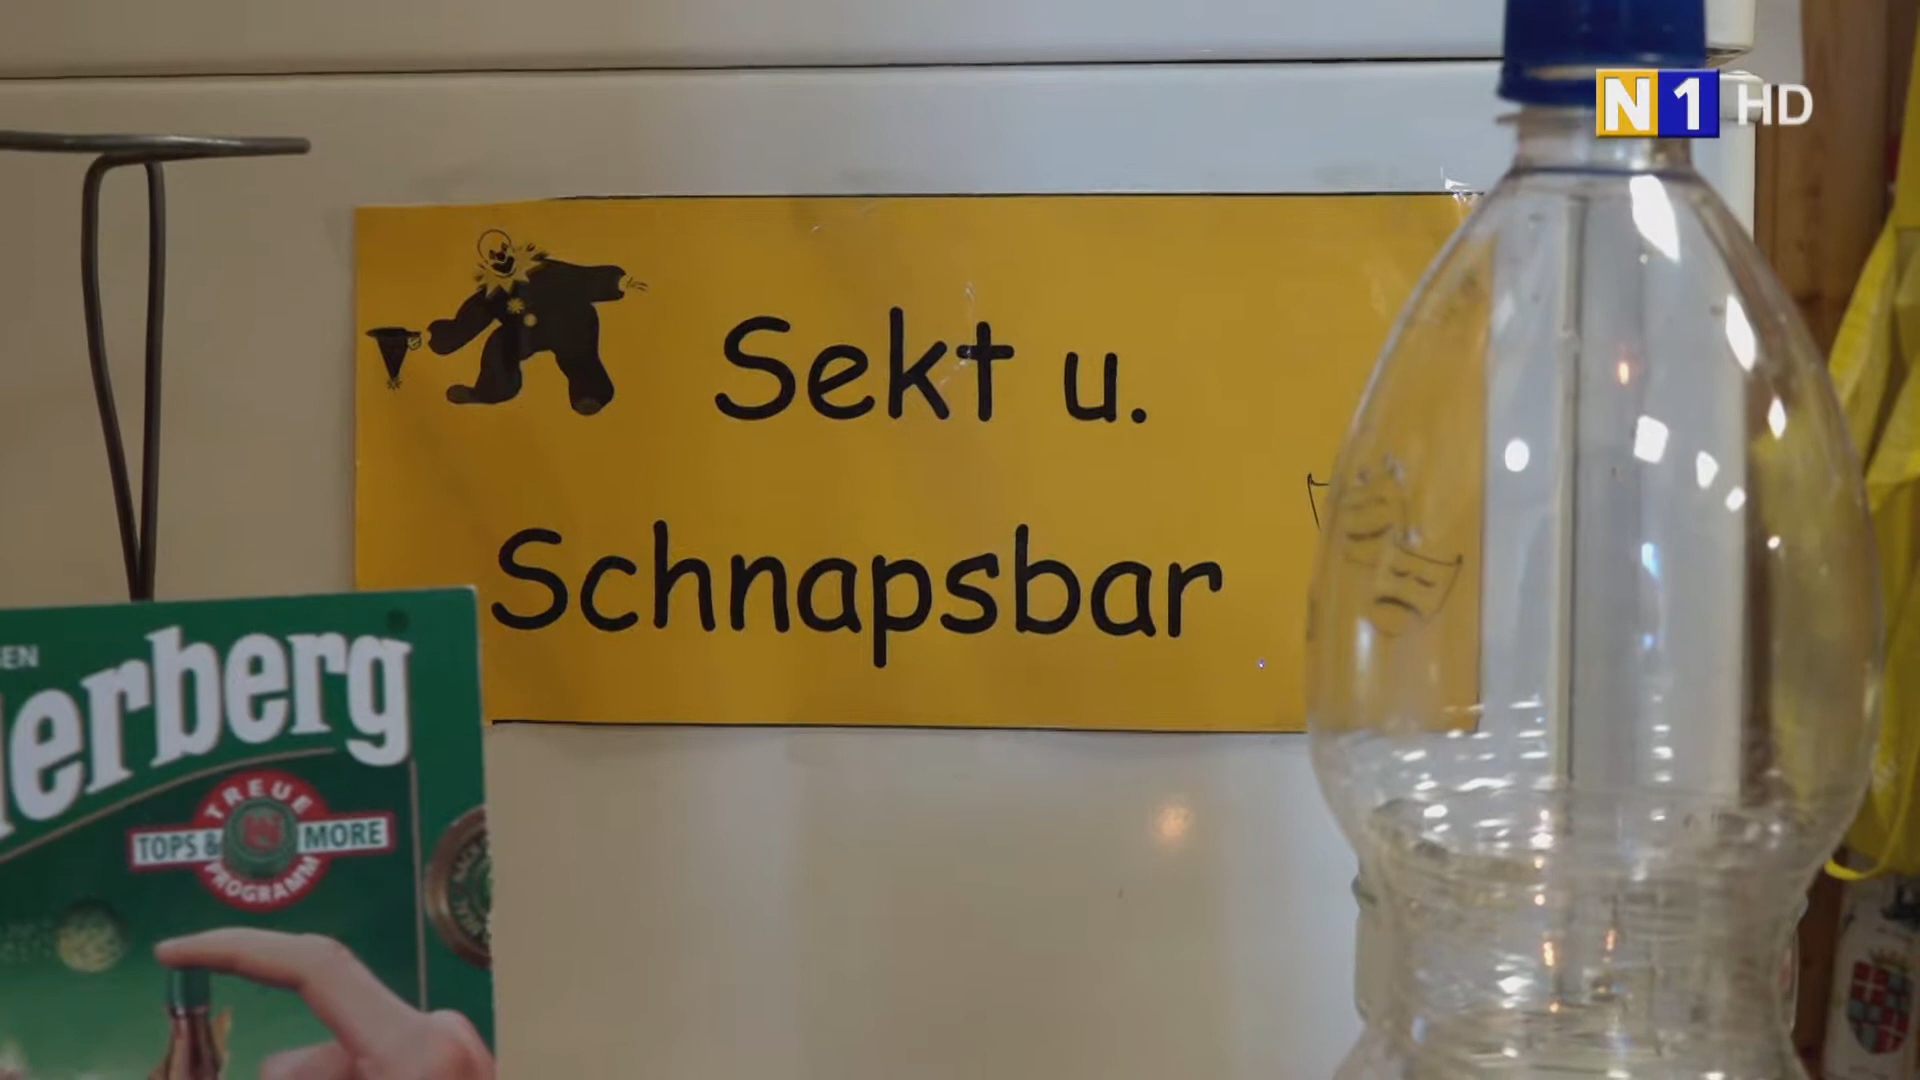 N1 HD
Sekt u.
Schnapsbar
erberg
TREUE
TOPS & MORE
PROGRAMM